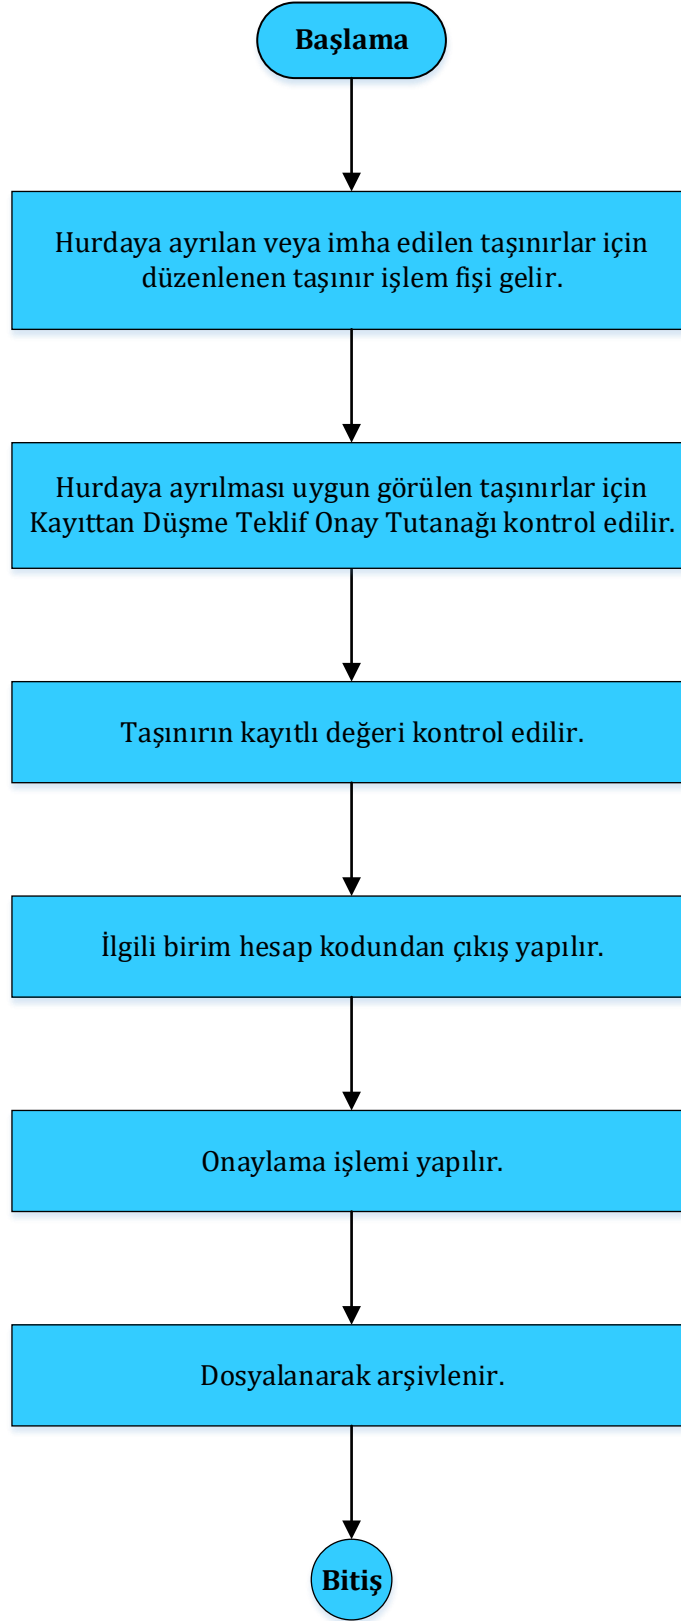 Başlama
Hurdaya ayrılan veya imha edilen taşınırlar için
düzenlenen taşınır işlem fişi gelir.
Hurdaya ayrılması uygun görülen taşınırlar için
Kayıttan Düşme Teklif Onay Tutanağı kontrol edilir.
Taşınırın kayıtlı değeri kontrol edilir.
İlgili birim hesap kodundan çıkış yapılır.
Onaylama işlemi yapılır.
Dosyalanarak arşivlenir.
Bitiş